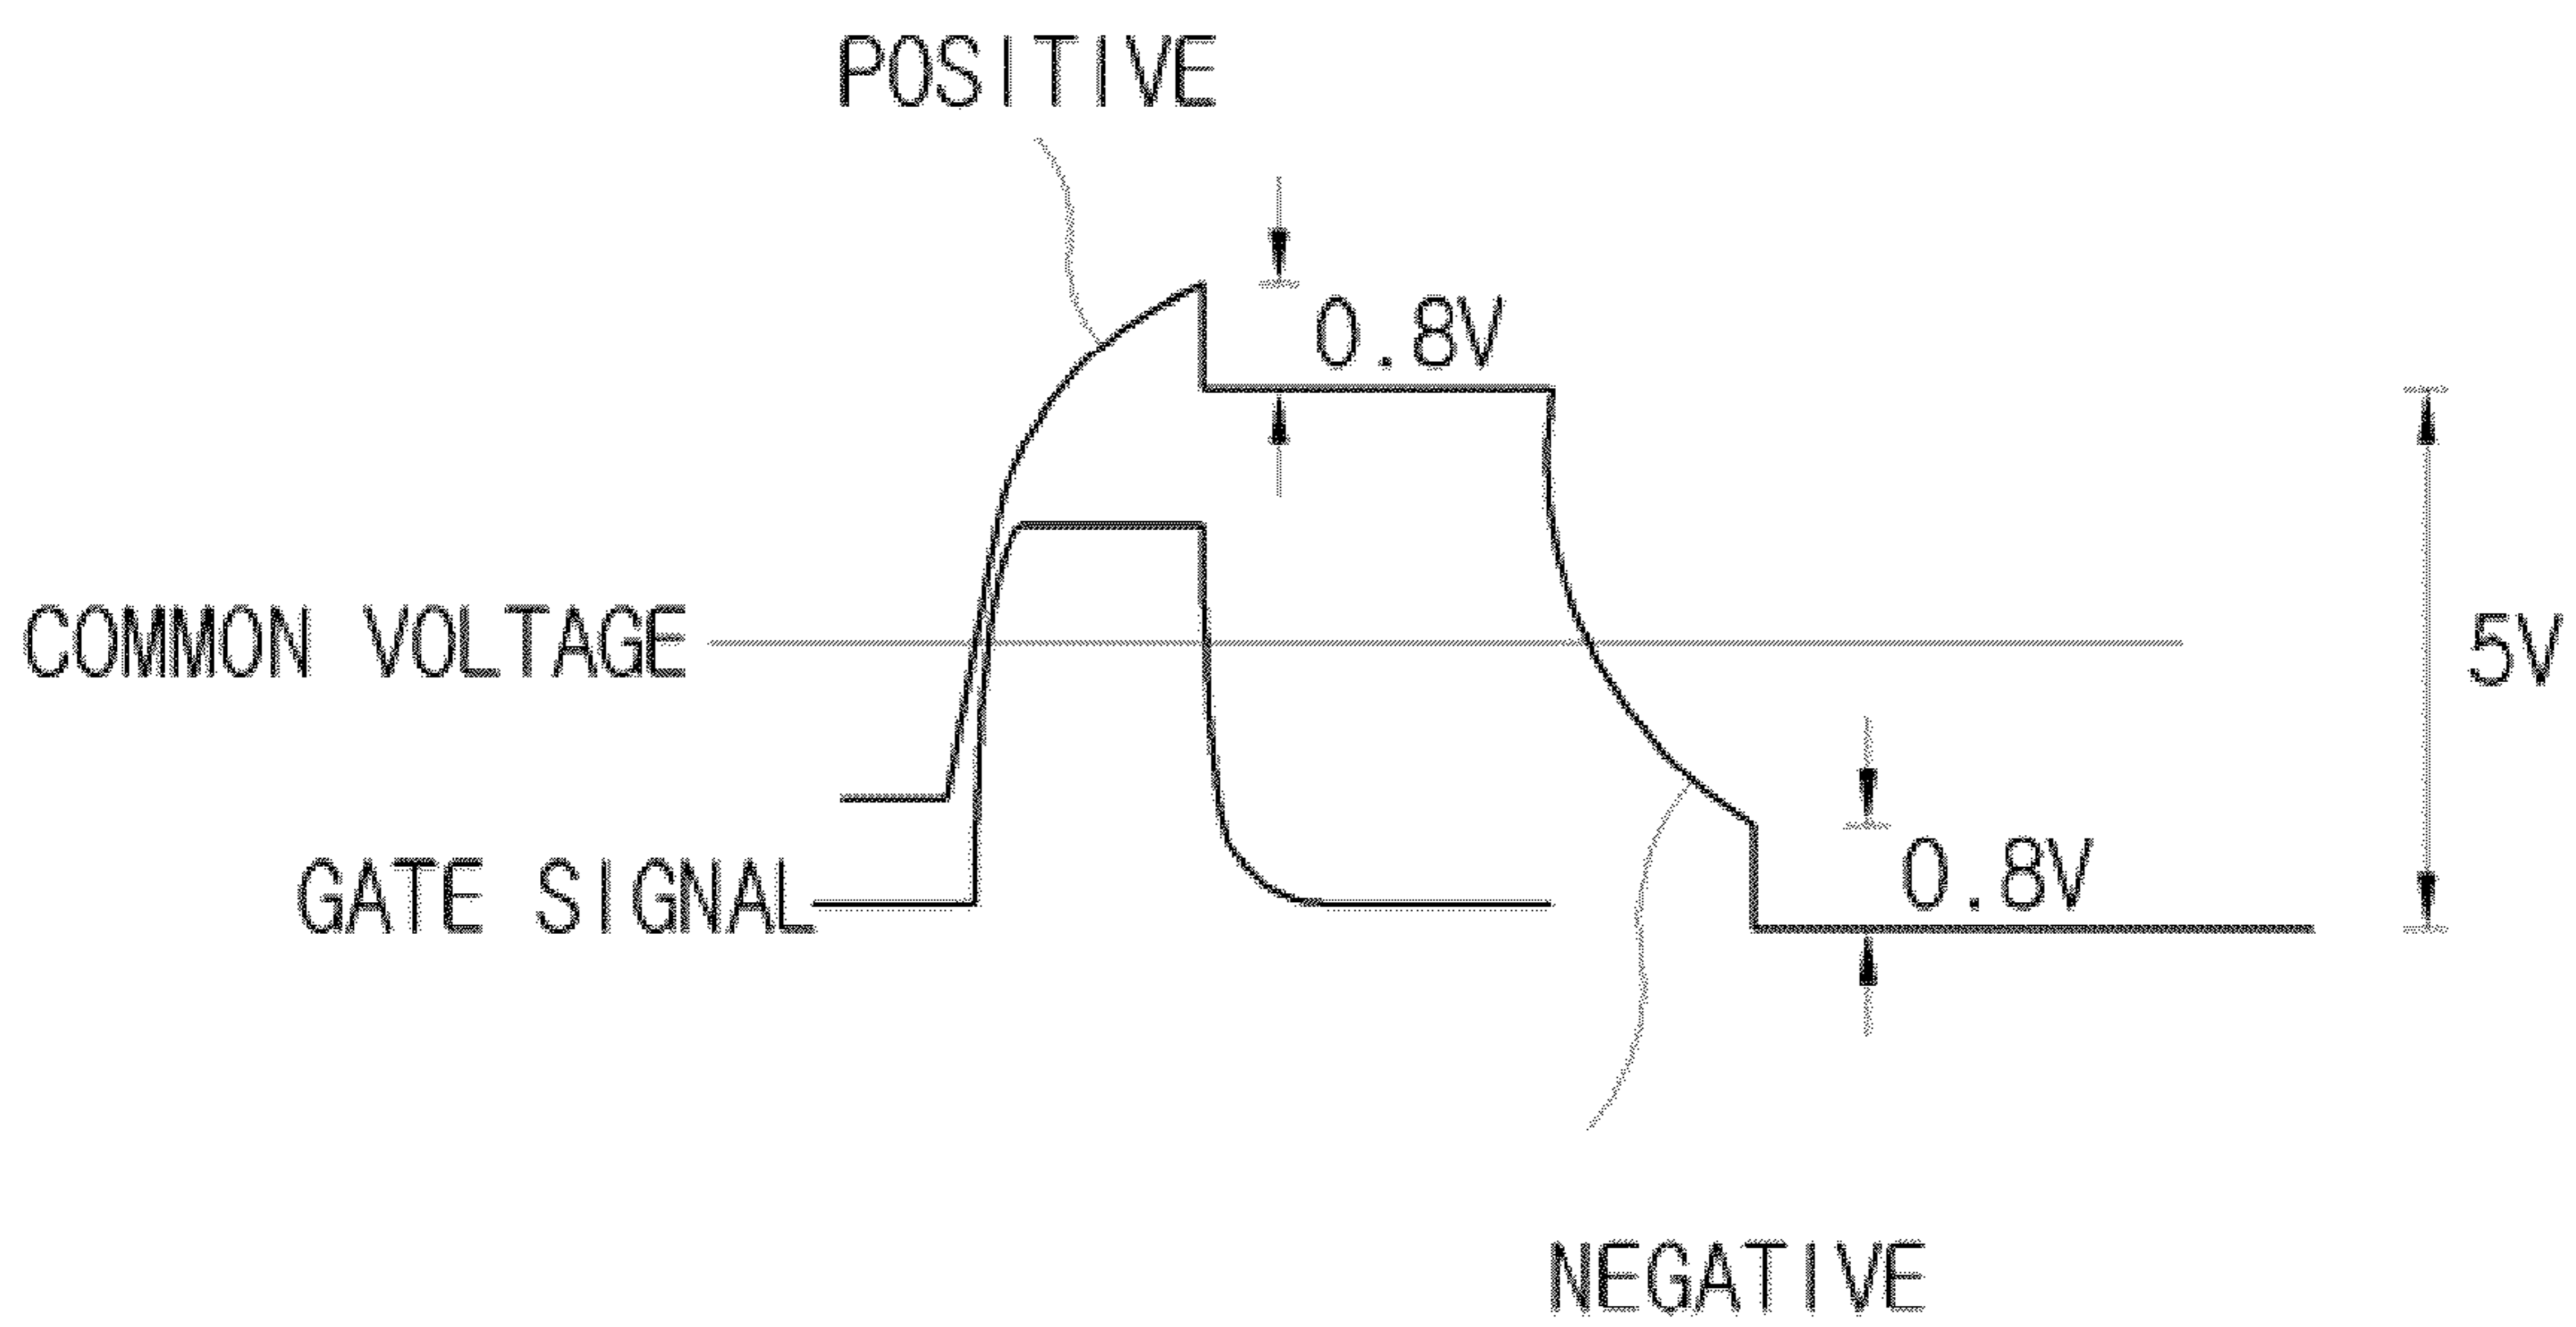 POSITIVE
0.8V
COMMON VOLTAGE
5V
GATE SIGNAL
0.8V
NEGATIVE